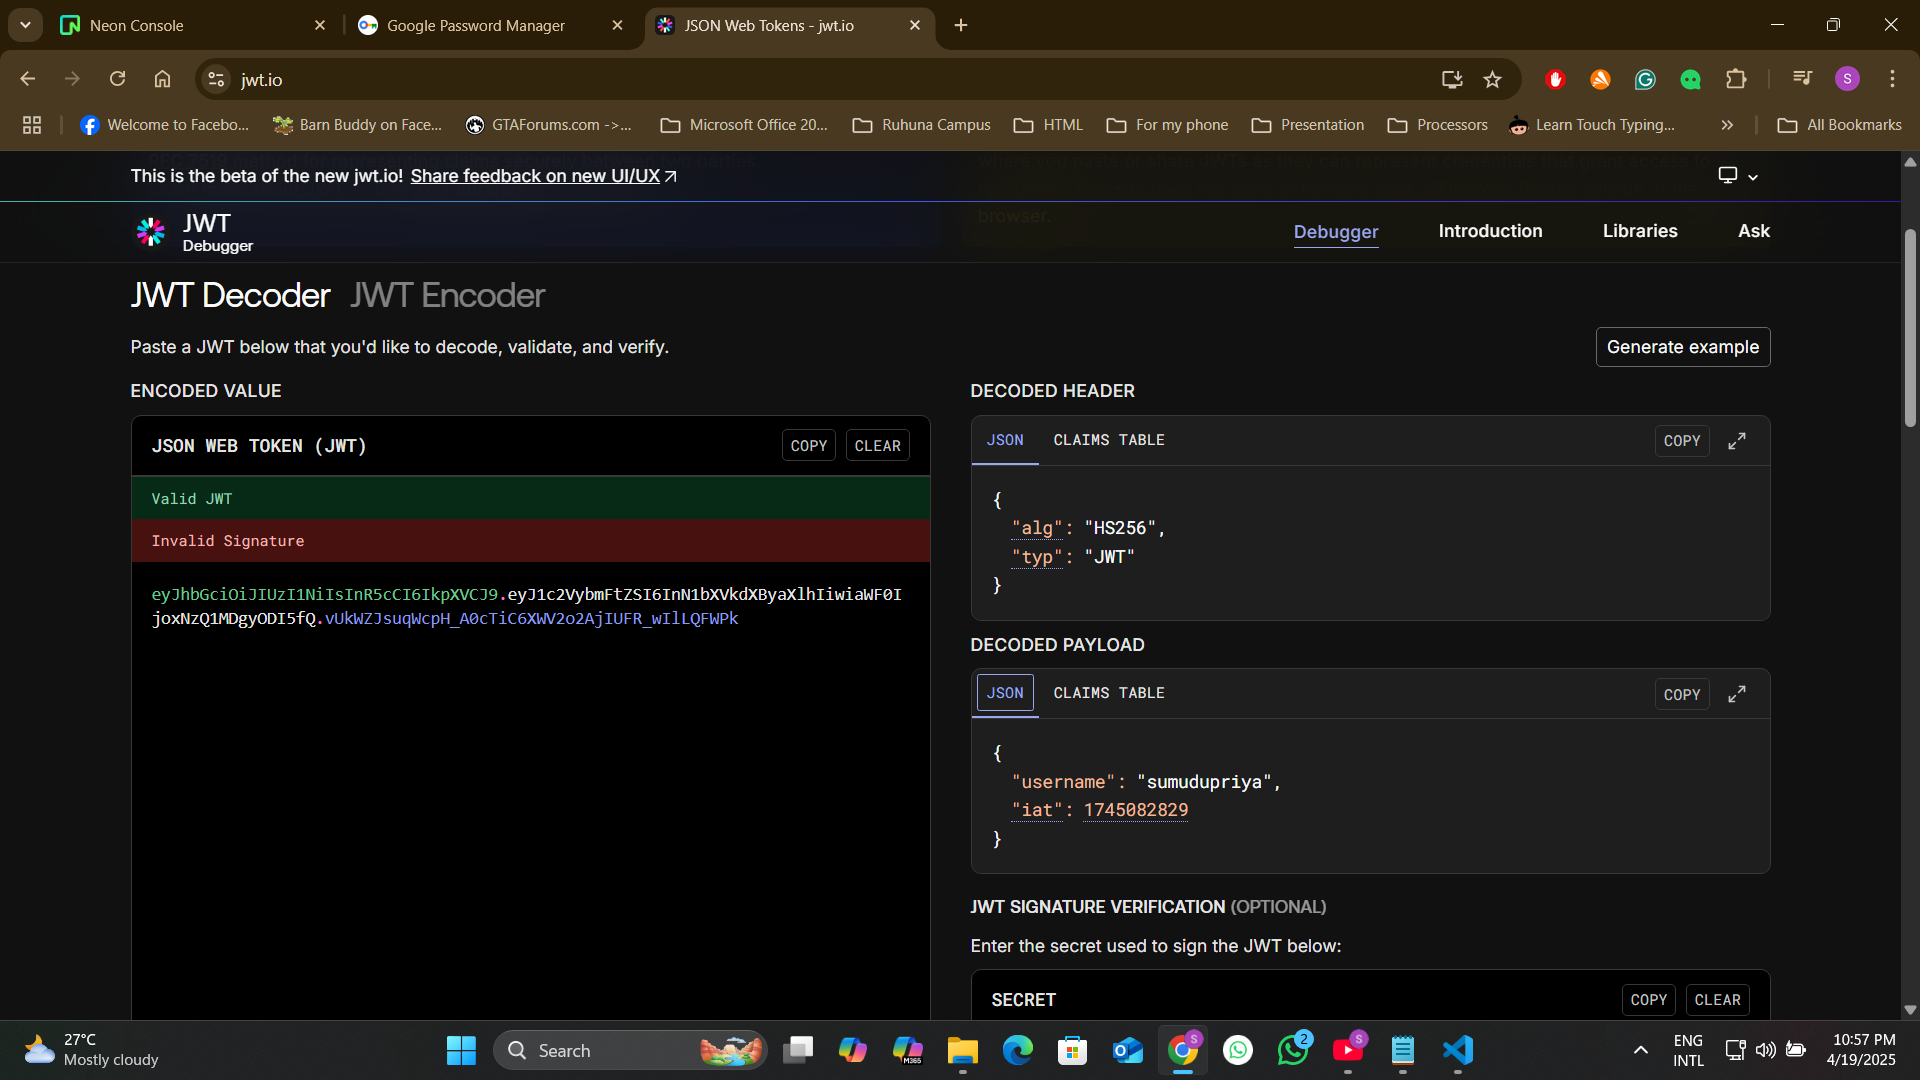 Neon Console
Google Password Manager
JSON Web Tokens - jwt.io
jwt.io
S
Welcome to Facebo...
Barn Buddy on Face...
GTAForums.com ->...
Microsoft Office 20...
Ruhuna Campus
HTML
For my phone
Presentation
Processors
Learn Touch Typing...
All Bookmarks
This is the beta of the new jwt.io! Share feedback on new UI/UX
browser.
JWT
Debugger
Debugger
Introduction
Libraries
Ask
JWT Decoder JWT Encoder
Paste a JWT below that you'd like to decode, validate, and verify.
Generate example
ENCODED VALUE
JSON WEB TOKEN (JWT)
COPY
CLEAR
Valid JWT
Invalid Signature
eyJhbGciOiJIUzI1NiIsInR5cCI6IkpXVCJ9.eyJ1c2VybmFtZSI6InN1bXVkdXByaXlhIiwiaWF0I
joxNzQ1MDgyODI5fQ.vUkWZJsuqWcpH_A0cTiC6XWV2o2AjIUFR_wIlLQFWPk
DECODED HEADER
JSON
CLAIMS TABLE
COPY
{
"alg": "HS256",
"typ": "JWT"
}
DECODED PAYLOAD
JSON
CLAIMS TABLE
COPY
{
"username": "sumudupriya",
"iat": 1745082829
}
JWT SIGNATURE VERIFICATION (OPTIONAL)
Enter the secret used to sign the JWT below:
SECRET
COPY
CLEAR
27°C
Mostly cloudy
Search
M365
S
2
S
ENG
INTL
10:57 PM
4/19/2025